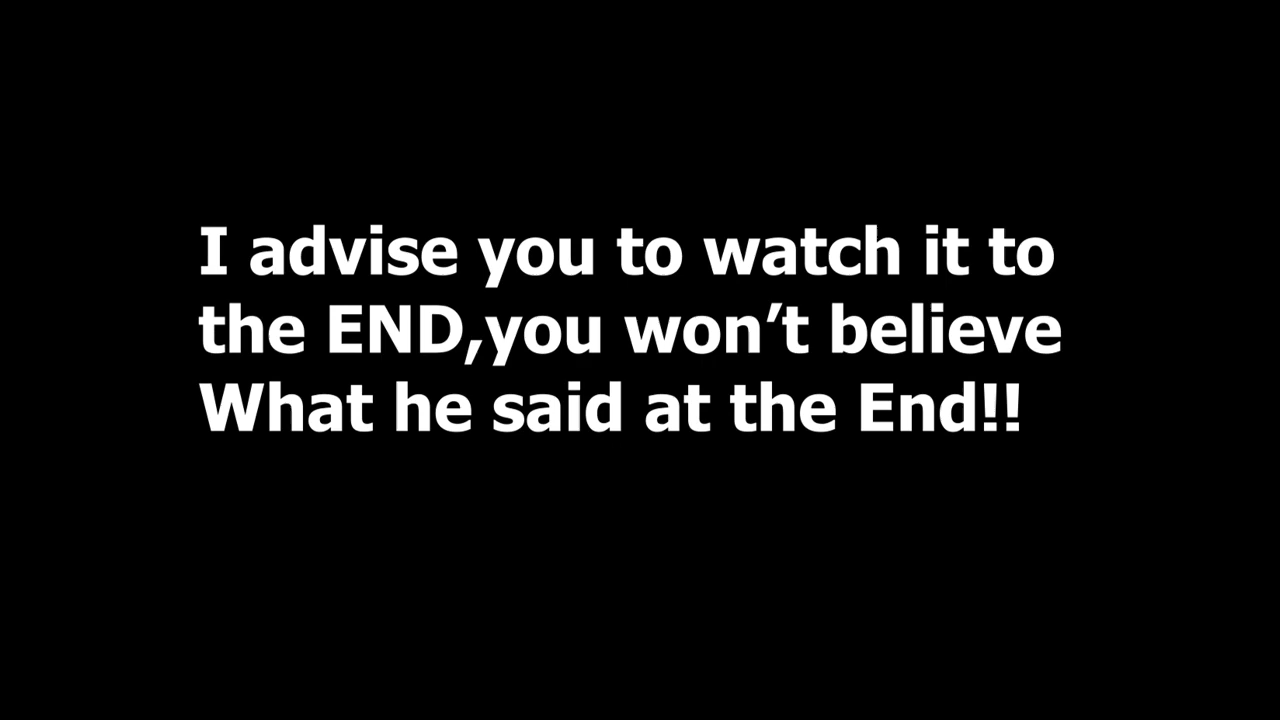 I advise you to watch it to
the END,you won’t believe
What he said at the End!!